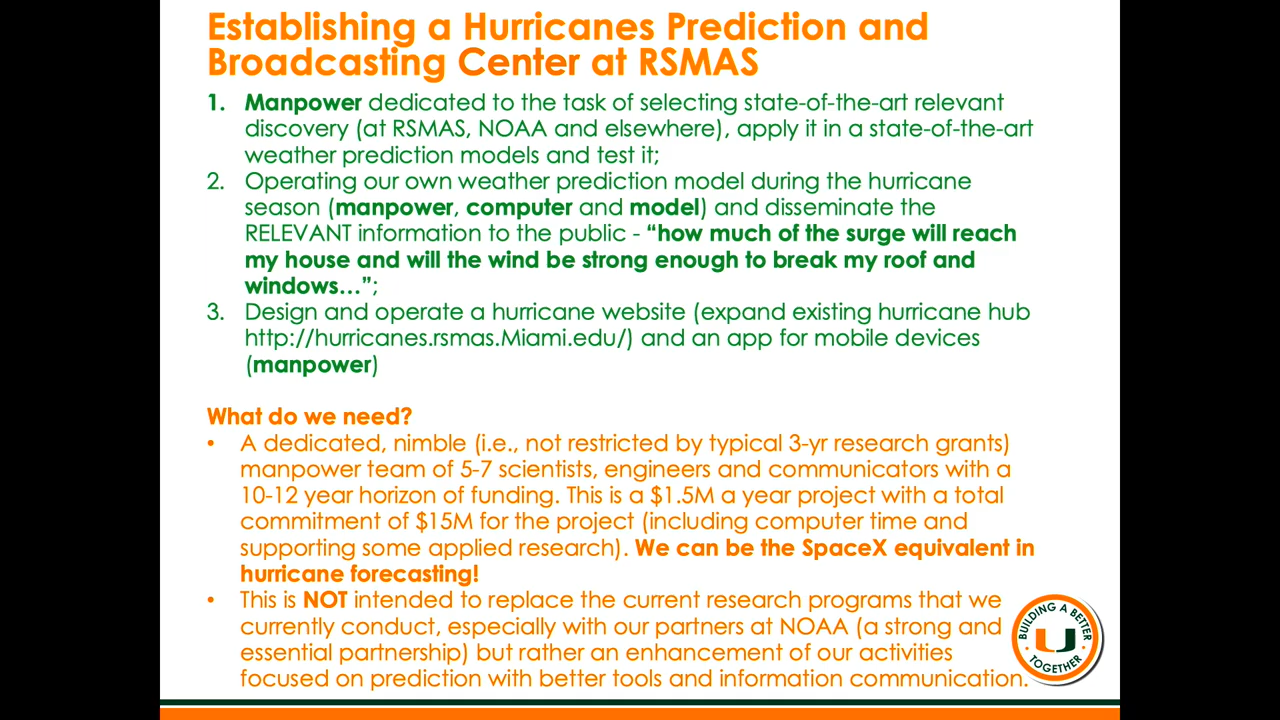 Establishing a Hurricanes Prediction and
Broadcasting Center at RSMAS
1. Manpower dedicated to the task of selecting state-of-the-art relevant
discovery (at RSMAS, NOAA and elsewhere), apply it in a state-of-the-art
weather prediction models and test it;
2. Operating our own weather prediction model during the hurricane
season (manpower, computer and model) and disseminate the
RELEVANT information to the public - “how much of the surge will reach
my house and will the wind be strong enough to break my roof and
windows…”;
3. Design and operate a hurricane website (expand existing hurricane hub
http://hurricanes.rsmas.Miami.edu/) and an app for mobile devices
(manpower)
What do we need?
• A dedicated, nimble (i.e., not restricted by typical 3-yr research grants)
manpower team of 5-7 scientists, engineers and communicators with a
10-12 year horizon of funding. This is a $1.5M a year project with a total
commitment of $15M for the project (including computer time and
supporting some applied research). We can be the SpaceX equivalent in
hurricane forecasting!
• This is NOT intended to replace the current research programs that we
currently conduct, especially with our partners at NOAA (a strong and
essential partnership) but rather an enhancement of our activities
focused on prediction with better tools and information communication.
BUILDING A BETTER
U
TOGETHER